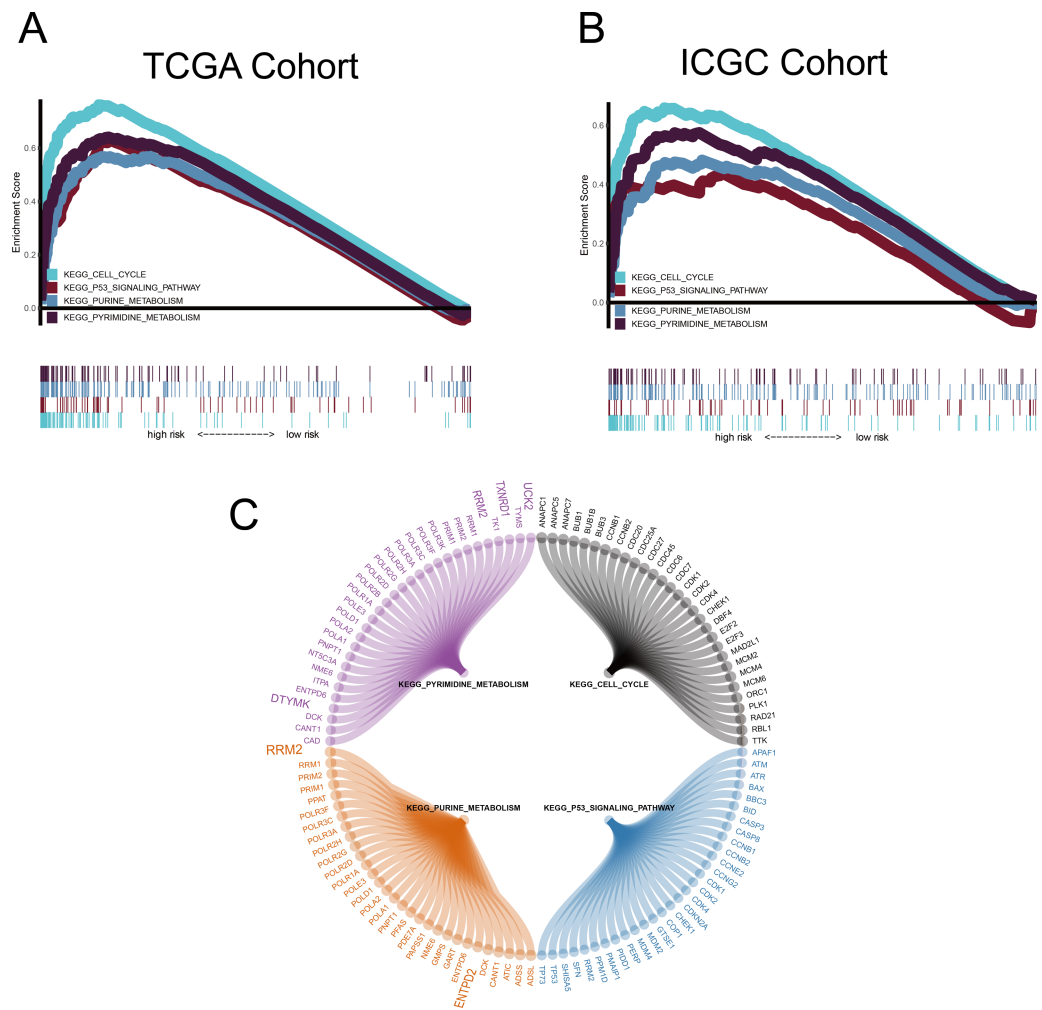 A
TCGA Cohort
Enrichment Score
0.6
0.4
0.2
0.0
KEGG_CELL_CYCLE
KEGG_P53_SIGNALING_PATHWAY
KEGG_PURINE_METABOLISM
KEGG_PYRIMIDINE_METABOLISM
high risk <------------> low risk
B
ICGC Cohort
Enrichment Score
0.6
0.4
0.2
0.0
KEGG_CELL_CYCLE
KEGG_P53_SIGNALING_PATHWAY
KEGG_PURINE_METABOLISM
KEGG_PYRIMIDINE_METABOLISM
high risk <------------> low risk
C
UCK2
TYMS
TXNRD1
TK1
RRM2
RRM1
PRIM2
PRIM1
POLR3K
POLR3F
POLR3C
POLR3A
POLR2H
POLR2G
POLR2D
POLR2B
POLR1A
POLE3
POLD1
POLA2
POLA1
PNPT1
NT5C3A
NME6
ITPA
ENTPD6
DTYMK
DCK
CANT1
CAD
KEGG_PYRIMIDINE_METABOLISM
ANAPC1
ANAPC5
ANAPC7
BUB1
BUB1B
BUB3
CCNB1
CCNB2
CDC20
CDC25A
CDC27
CDC45
CDC6
CDC7
CDK1
CDK2
CDK4
CHEK1
DBF4
E2F2
E2F3
MAD2L1
MCM2
MCM4
MCM6
ORC1
PLK1
RAD21
RBL1
TTK
KEGG_CELL_CYCLE
RRM2
RRM1
PRIM2
PRIM1
PPAT
POLR3F
POLR3C
POLR3A
POLR2H
POLR2G
POLR2D
POLR1A
POLE3
POLD1
POLA2
POLA1
PNPT1
PFAS
PDE7A
PAPSS1
NME6
GMPS
GART
ENTPD6
ENTPD2
DCK
CANT1
ATIC
ADSS
ADSL
KEGG_PURINE_METABOLISM
APAF1
ATM
ATR
BAX
BBC3
BID
CASP3
CASP8
CCNB1
CCNB2
CCNE2
CCNG2
CDK1
CDK2
CDK4
CDKN2A
CHEK1
COP1
GTSE1
MDM2
MDM4
PERP
PIDD1
PMAIP1
PPM1D
RRM2
SFN
SHISA5
TP53
TP73
KEGG_P53_SIGNALING_PATHWAY